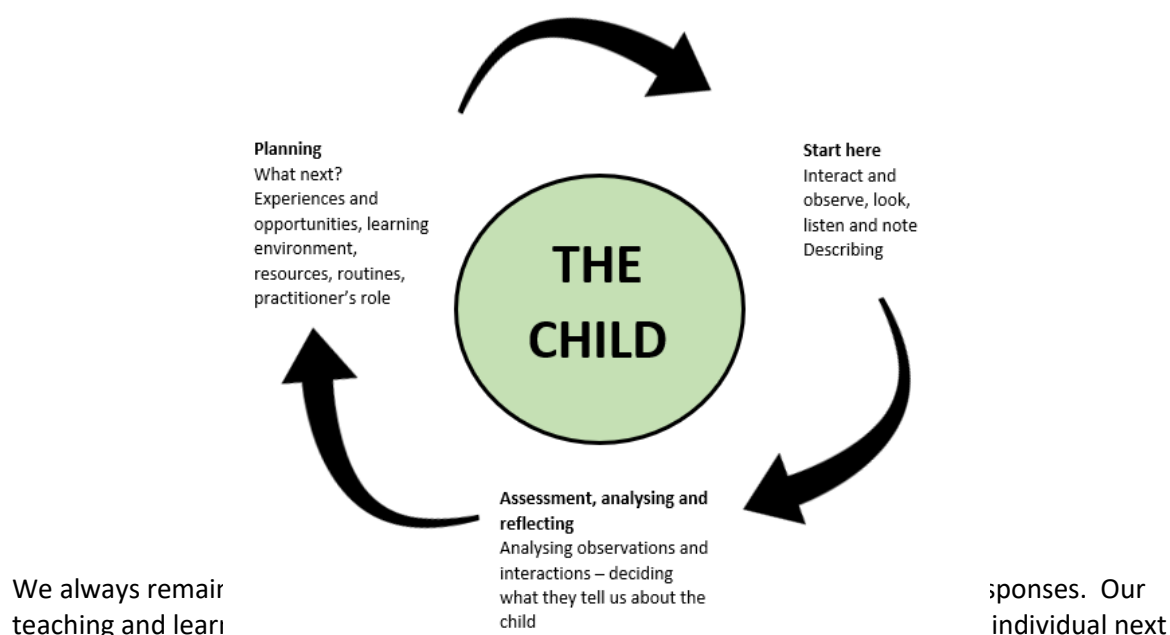 Planning
What next?
Experiences and
opportunities, learning
environment,
resources, routines,
practitioner's role
Start here
Interact and
observe, look,
listen and note
Describing
THE
CHILD
Assessment, analysing and
reflecting
Analysing observations and
interactions – deciding
what they tell us about the
child
We always
sponses. Our
teaching and
individual next